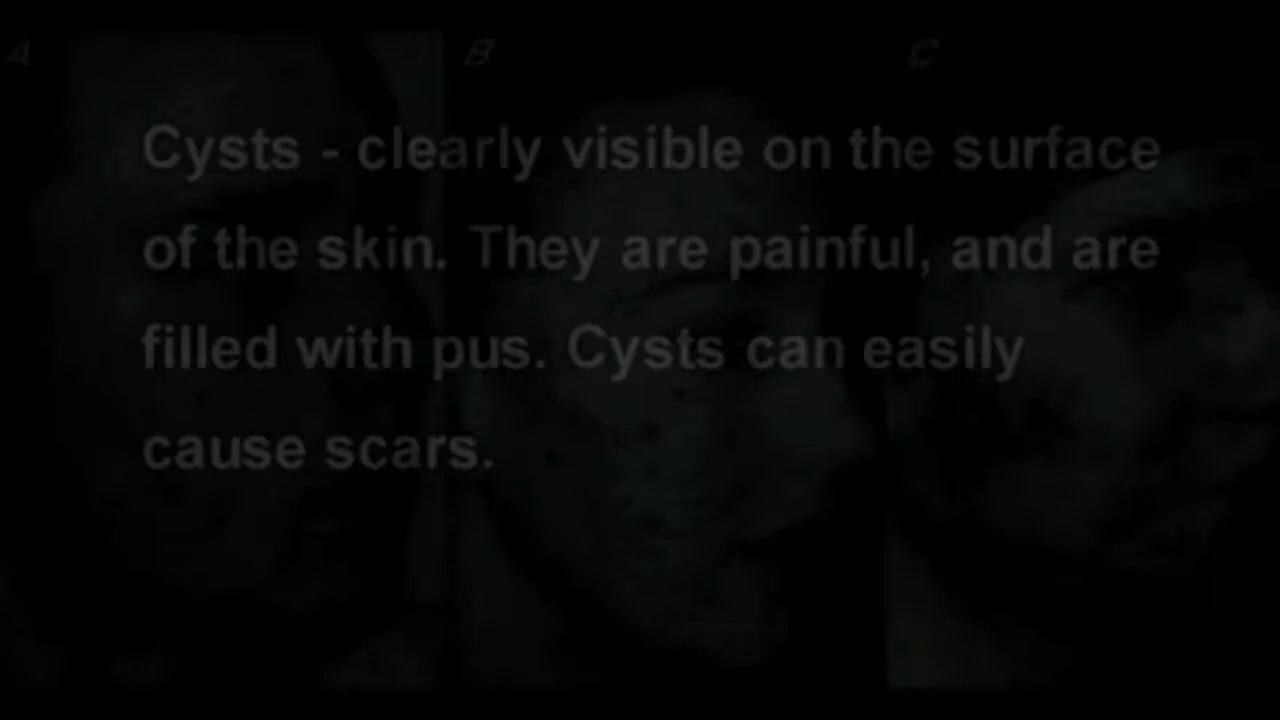 A B C
Cysts - clearly visible on the surface
of the skin. They are painful, and are
filled with pus. Cysts can easily
cause scars.